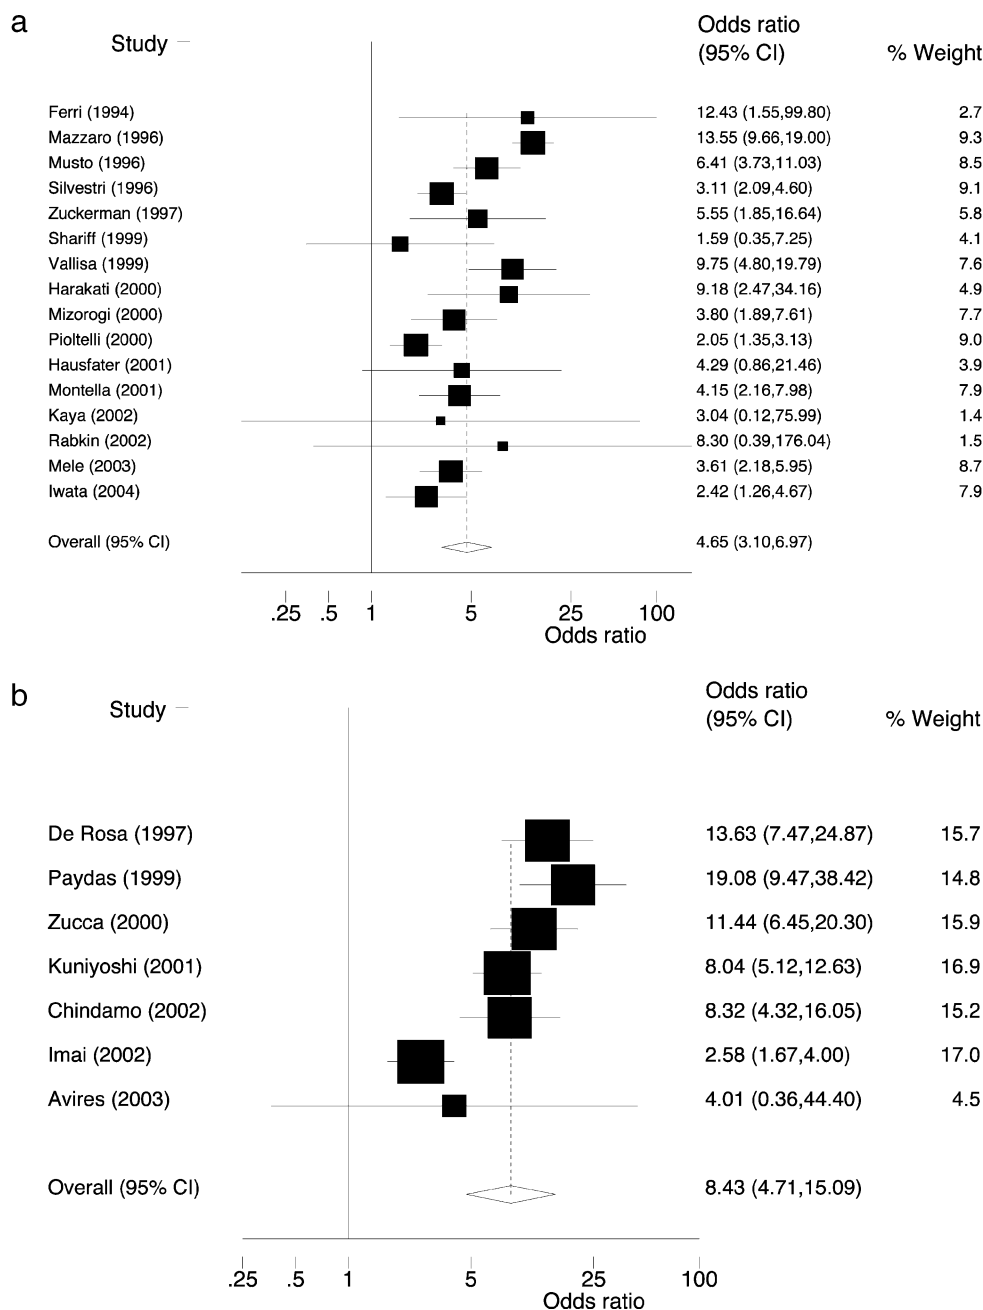 a
Study
Odds ratio
(95% CI)
% Weight
Ferri (1994) 12.43 (1.55,99.80) 2.7
Mazzaro (1996) 13.55 (9.66,19.00) 9.3
Musto (1996) 6.41 (3.73,11.03) 8.5
Silvestri (1996) 3.11 (2.09,4.60) 9.1
Zuckerman (1997) 5.55 (1.85,16.64) 5.8
Shariff (1999) 1.59 (0.35,7.25) 4.1
Vallisa (1999) 9.75 (4.80,19.79) 7.6
Harakati (2000) 9.18 (2.47,34.16) 4.9
Mizorogi (2000) 3.80 (1.89,7.61) 7.7
Pioltelli (2000) 2.05 (1.35,3.13) 9.0
Hausfater (2001) 4.29 (0.86,21.46) 3.9
Montella (2001) 4.15 (2.16,7.98) 7.9
Kaya (2002) 3.04 (0.12,75.99) 1.4
Rabkin (2002) 8.30 (0.39,176.04) 1.5
Mele (2003) 3.61 (2.18,5.95) 8.7
Iwata (2004) 2.42 (1.26,4.67) 7.9
Overall (95% CI) 4.65 (3.10,6.97)
.25 .5 1 5 25 100
Odds ratio
b
Study
Odds ratio
(95% CI)
% Weight
De Rosa (1997) 13.63 (7.47,24.87) 15.7
Paydas (1999) 19.08 (9.47,38.42) 14.8
Zucca (2000) 11.44 (6.45,20.30) 15.9
Kuniyoshi (2001) 8.04 (5.12,12.63) 16.9
Chindamo (2002) 8.32 (4.32,16.05) 15.2
Imai (2002) 2.58 (1.67,4.00) 17.0
Avires (2003) 4.01 (0.36,44.40) 4.5
Overall (95% CI) 8.43 (4.71,15.09)
.25 .5 1 5 25 100
Odds ratio